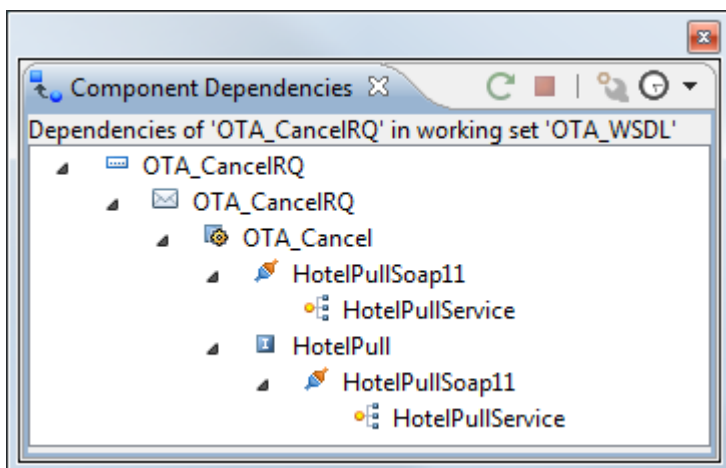 Component Dependencies
Dependencies of 'OTA_CancelRQ' in working set 'OTA_WSDL'
OTA_CancelRQ
OTA_CancelRQ
OTA_Cancel
HotelPullSoap11
HotelPullService
HotelPull
HotelPullSoap11
HotelPullService